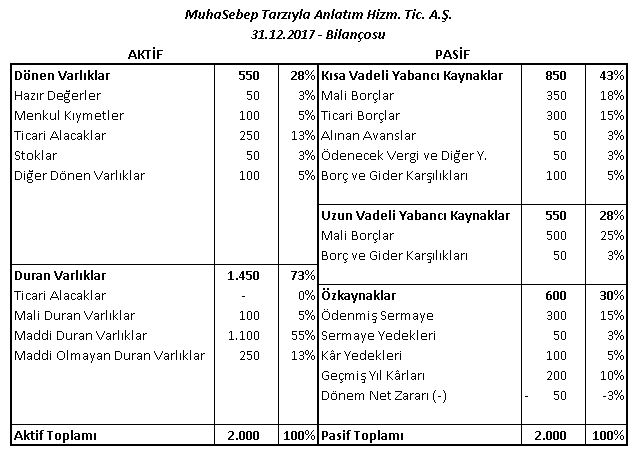 MuhaSebep Tarzıyla Anlatım Hizm. Tic. A.Ş.
31.12.2017 - Bilançosu
AKTİF PASİF
Dönen Varlıklar 550 28% Kısa Vadeli Yabancı Kaynaklar 850 43%
Hazır Değerler 50 3% Mali Borçlar 350 18%
Menkul Kıymetler 100 5% Ticari Borçlar 300 15%
Ticari Alacaklar 250 13% Alınan Avanslar 50 3%
Stoklar 50 3% Ödenecek Vergi ve Diğer Y. 50 3%
Diğer Dönen Varlıklar 100 5% Borç ve Gider Karşılıkları 100 5%
Uzun Vadeli Yabancı Kaynaklar 550 28%
Mali Borçlar 500 25%
Borç ve Gider Karşılıkları 50 3%
Duran Varlıklar 1.450 73%
Ticari Alacaklar - 0% Özkaynaklar 600 30%
Mali Duran Varlıklar 100 5% Ödenmiş Sermaye 300 15%
Maddi Duran Varlıklar 1.100 55% Sermaye Yedekleri 50 3%
Maddi Olmayan Duran Varlıklar 250 13% Kâr Yedekleri 100 5%
Geçmiş Yıl Kârları 200 10%
Dönem Net Zararı (-) - 50 -3%
Aktif Toplamı 2.000 100% Pasif Toplamı 2.000 100%